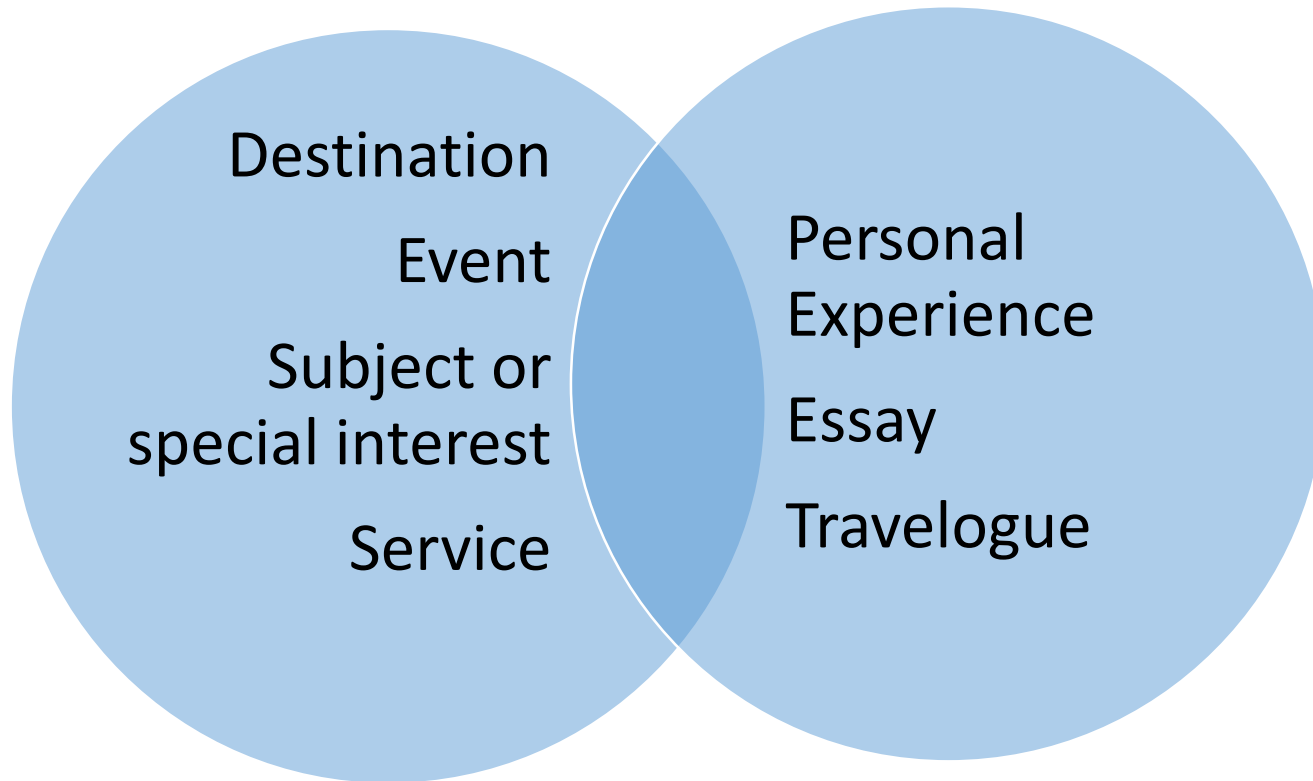 Destination
Event
Subject or
special interest
Service
Personal
Experience
Essay
Travelogue